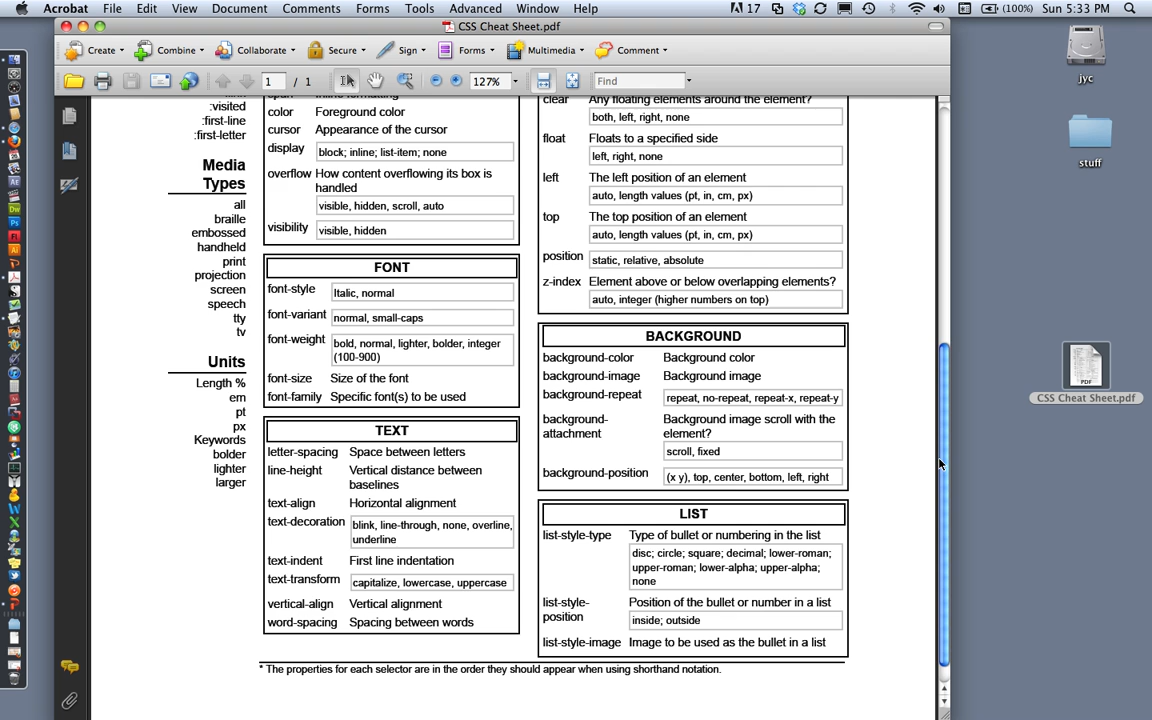 Acrobat File Edit View Document Comments Forms Tools Advanced Window Help 17 (100%) Sun 5:33 PM
CSS Cheat Sheet.pdf
Create Combine Collaborate Secure Sign Forms Multimedia Comment
1 / 1 127% Find
:visited
:first-line
:first-letter
Media
Types
all
braille
embossed
handheld
print
projection
screen
speech
tty
tv
Units
Length %
em
pt
px
Keywords
bolder
lighter
larger
color Foreground color
cursor Appearance of the cursor
display block; inline; list-item; none
overflow How content overflowing its box is
handled
visible, hidden, scroll, auto
visibility visible, hidden
FONT
font-style Italic, normal
font-variant normal, small-caps
font-weight bold, normal, lighter, bolder, integer
(100-900)
font-size Size of the font
font-family Specific font(s) to be used
TEXT
letter-spacing Space between letters
line-height Vertical distance between
baselines
text-align Horizontal alignment
text-decoration blink, line-through, none, overline,
underline
text-indent First line indentation
text-transform capitalize, lowercase, uppercase
vertical-align Vertical alignment
word-spacing Spacing between words
clear Any floating elements around the element?
both, left, right, none
float Floats to a specified side
left, right, none
left The left position of an element
auto, length values (pt, in, cm, px)
top The top position of an element
auto, length values (pt, in, cm, px)
position static, relative, absolute
z-index Element above or below overlapping elements?
auto, integer (higher numbers on top)
BACKGROUND
background-color Background color
background-image Background image
background-repeat repeat, no-repeat, repeat-x, repeat-y
background- Background image scroll with the
attachment element?
scroll, fixed
background-position (x y), top, center, bottom, left, right
LIST
list-style-type Type of bullet or numbering in the list
disc; circle; square; decimal; lower-roman;
upper-roman; lower-alpha; upper-alpha;
none
list-style- Position of the bullet or number in a list
position inside; outside
list-style-image Image to be used as the bullet in a list
* The properties for each selector are in the order they should appear when using shorthand notation.
jyc
stuff
PDF
CSS Cheat Sheet.pdf